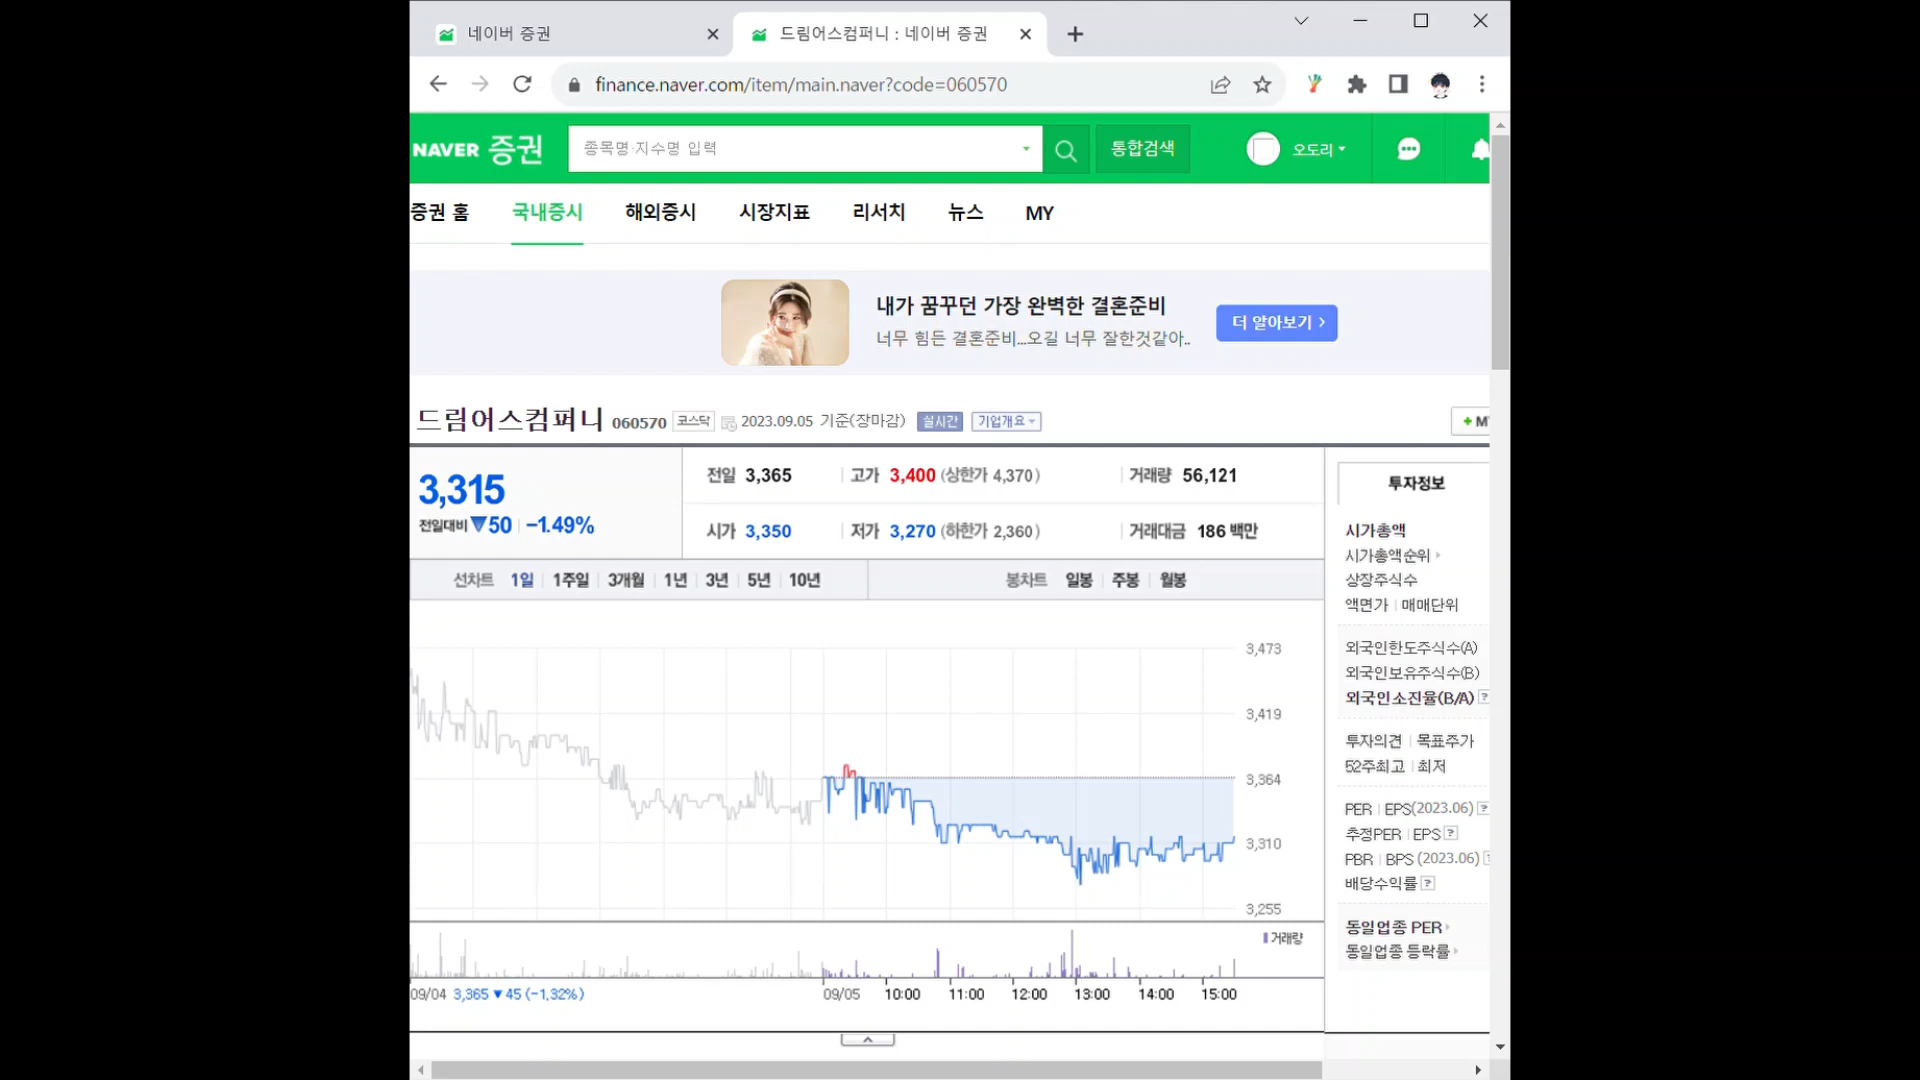 네이버 증권
드림어스컴퍼니 : 네이버 증권
finance.naver.com/item/main.naver?code=060570
NAVER 증권
종목명·지수명 입력
통합검색
오도리
증권 홈 국내증시 해외증시 시장지표 리서치 뉴스 MY
내가 꿈꾸던 가장 완벽한 결혼준비
너무 힘든 결혼준비...오길 너무 잘한것같아..
더 알아보기
드림어스컴퍼니 060570 코스닥 2023.09.05 기준(장마감) 실시간 기업개요
+ M
3,315
전일대비 ▼50 -1.49%
전일 3,365 고가 3,400 (상한가 4,370) 거래량 56,121
시가 3,350 저가 3,270 (하한가 2,360) 거래대금 186 백만
선차트 1일 1주일 3개월 1년 3년 5년 10년 봉차트 일봉 주봉 월봉
3,473
3,419
3,364
3,310
3,255
거래량
09/04 3,365 ▼ 45 (-1.32%) 09/05 10:00 11:00 12:00 13:00 14:00 15:00
투자정보
시가총액
시가총액순위
상장주식수
액면가 | 매매단위
외국인한도주식수(A)
외국인보유주식수(B)
외국인소진율(B/A) ?
투자의견 | 목표주가
52주최고 | 최저
PER | EPS(2023.06) ?
추정PER | EPS ?
PBR | BPS (2023.06) ?
배당수익률 ?
동일업종 PER
동일업종 등락률